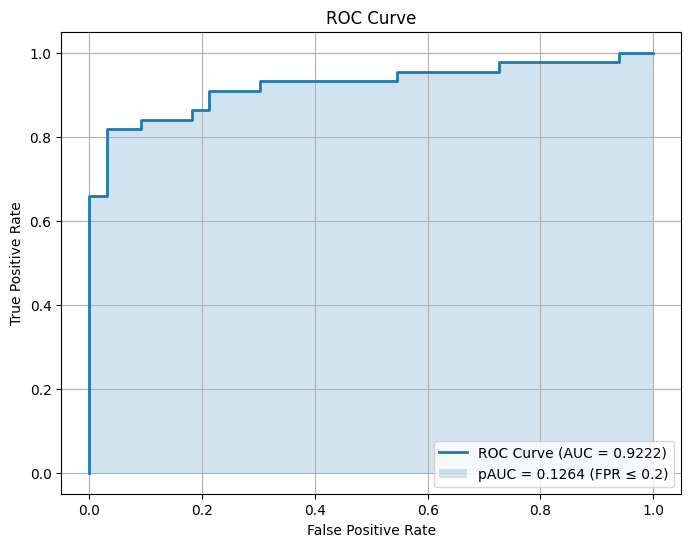 ROC Curve
True Positive Rate
1.0
0.8
0.6
0.4
0.2
0.0
ROC Curve (AUC = 0.9222)
pAUC = 0.1264 (FPR ≤ 0.2)
0.0 0.2 0.4 0.6 0.8 1.0
False Positive Rate